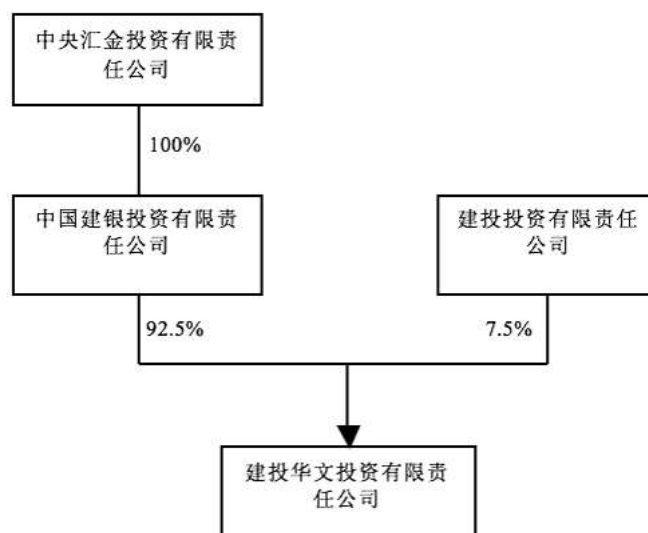 中央汇金投资有限责
任公司
100%
中国建银投资有限责
任公司
建投投资有限责任
公司
92.5%
7.5%
建投华文投资有限责
任公司